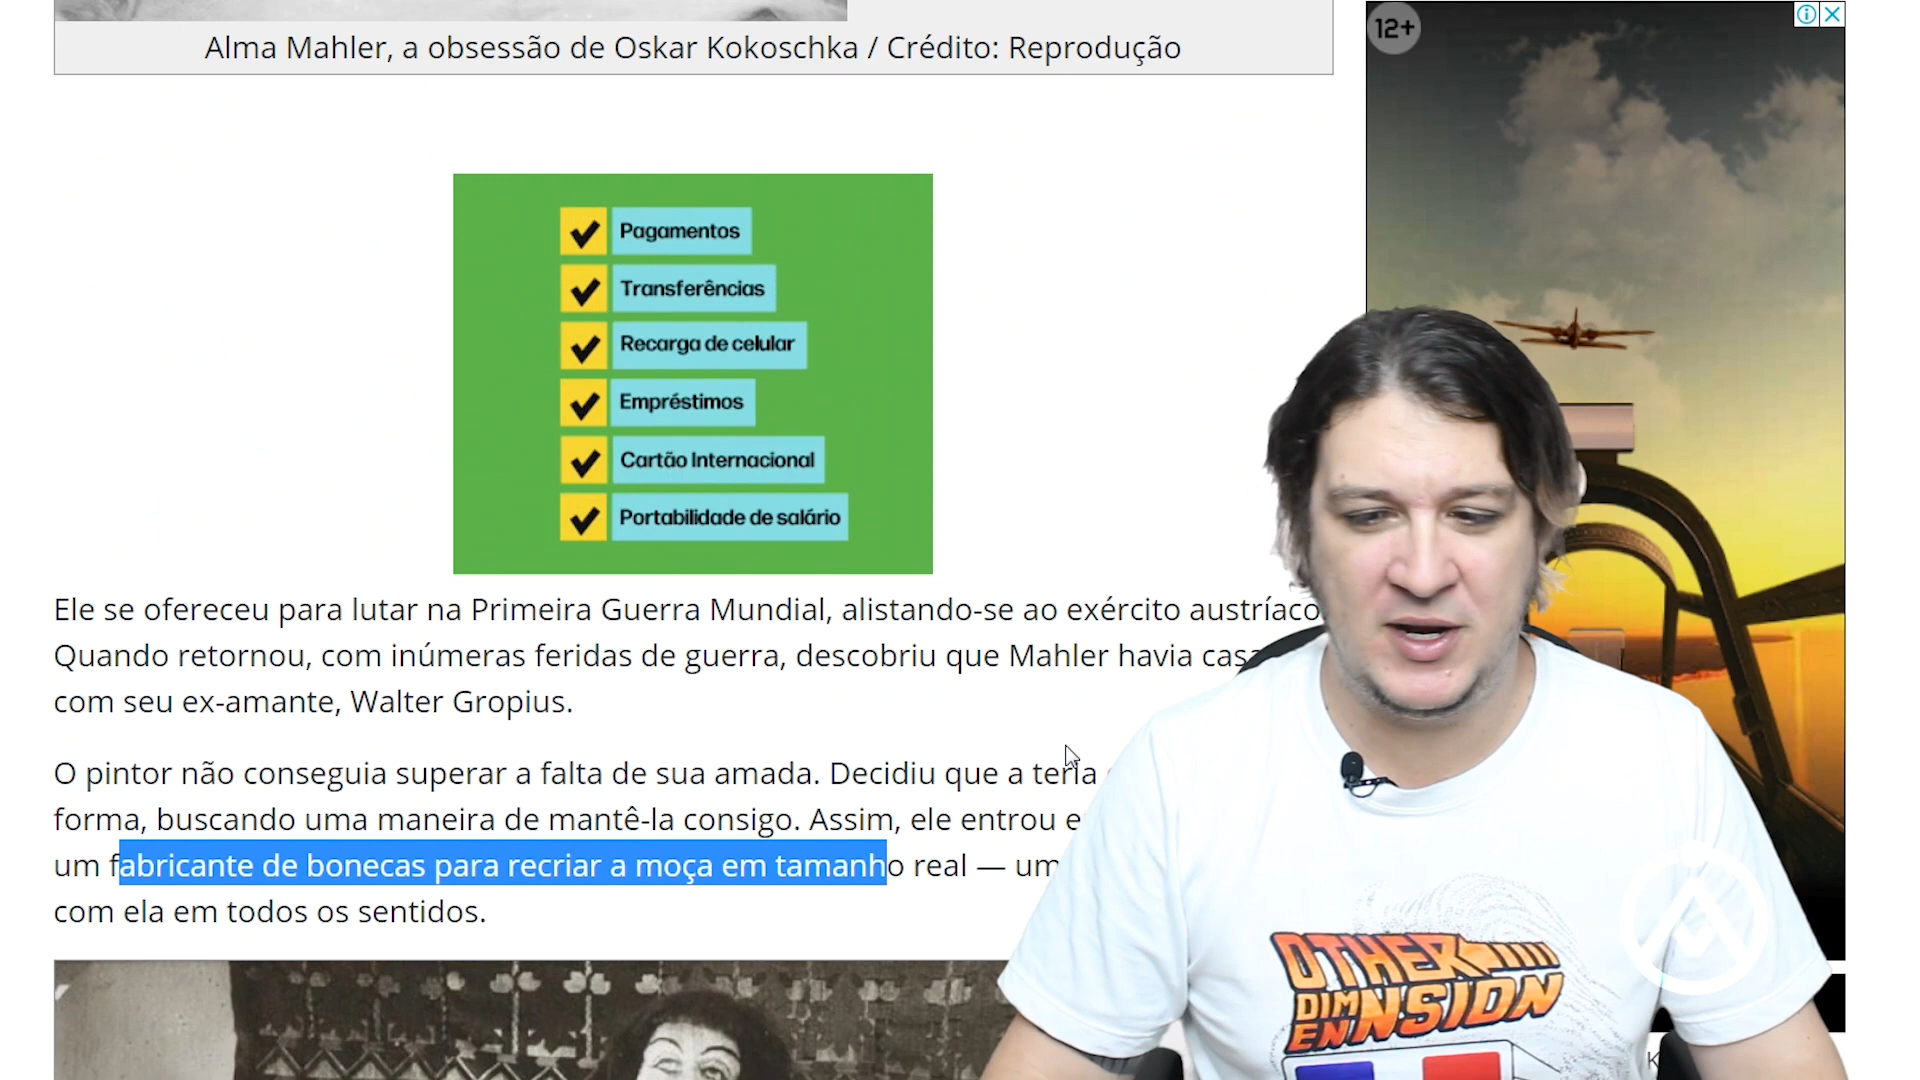 Alma Mahler, a obsessão de Oskar Kokoschka / Crédito: Reprodução
12+
Pagamentos
Transferências
Recarga de celular
Empréstimos
Cartão Internacional
Portabilidade de salário
Ele se ofereceu para lutar na Primeira Guerra Mundial, alistando-se ao exército austríaco
Quando retornou, com inúmeras feridas de guerra, descobriu que Mahler havia
com seu ex-amante, Walter Gropius.
O pintor não conseguia superar a falta de sua amada. Decidiu que a teria
forma, buscando uma maneira de mantê-la consigo. Assim, ele entrou
um fabricante de bonecas para recriar a moça em tamanho real — um
com ela em todos os sentidos.
OTHER
DIMENNSION